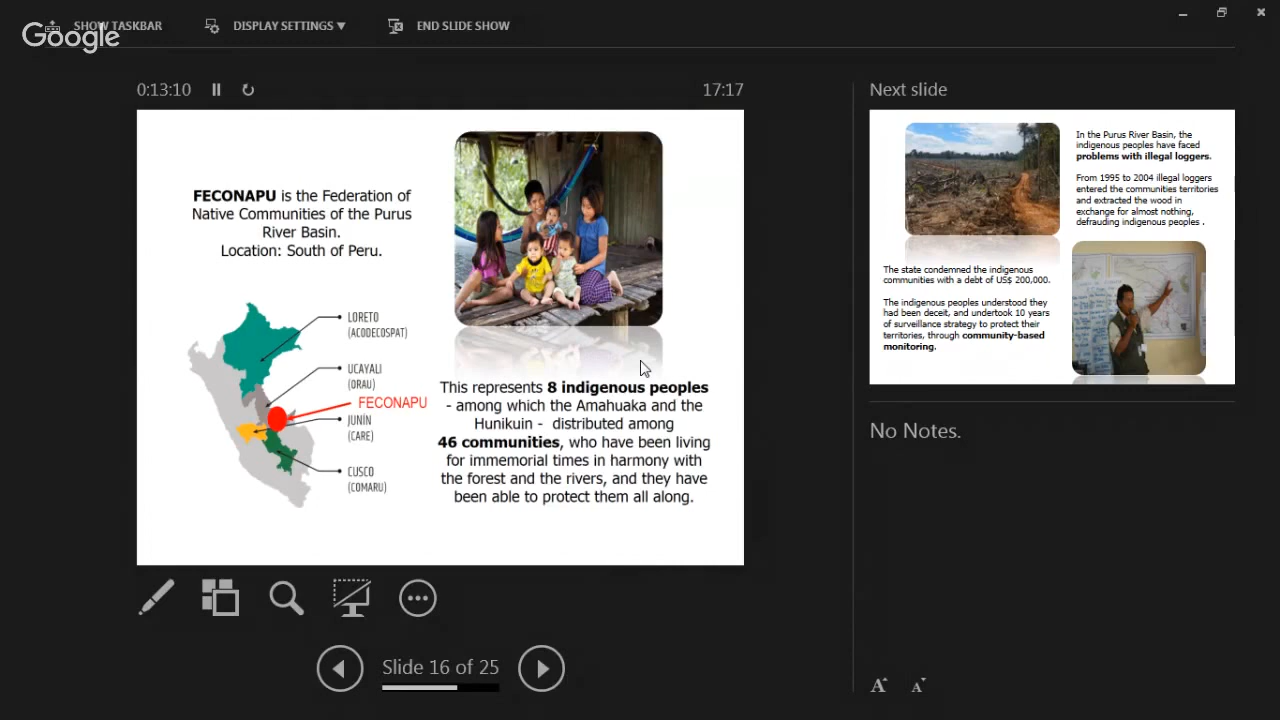 SHOW TASKBAR
DISPLAY SETTINGS ▼
END SLIDE SHOW
Google
0:13:10
17:17
FECONAPU is the Federation of
Native Communities of the Purus
River Basin.
Location: South of Peru.
LORETO
(ACODECOSPAT)
UCAYALI
(ORAU)
FECONAPU
JUNÍN
(CARE)
CUSCO
(COMARU)
This represents 8 indigenous peoples
- among which the Amahuaka and the
Hunikuin - distributed among
46 communities, who have been living
for immemorial times in harmony with
the forest and the rivers, and they have
been able to protect them all along.
Slide 16 of 25
Next slide
In the Purus River Basin, the
indigenous peoples have faced
problems with illegal loggers.
From 1995 to 2004 illegal loggers
entered the communities territories
and extracted the wood in
exchange for almost nothing,
defrauding indigenous peoples .
The state condemned the indigenous
communities with a debt of US$ 200,000.
The indigenous peoples understood they
had been deceit, and undertook 10 years
of surveillance strategy to protect their
territories, through community-based
monitoring.
No Notes.
A A